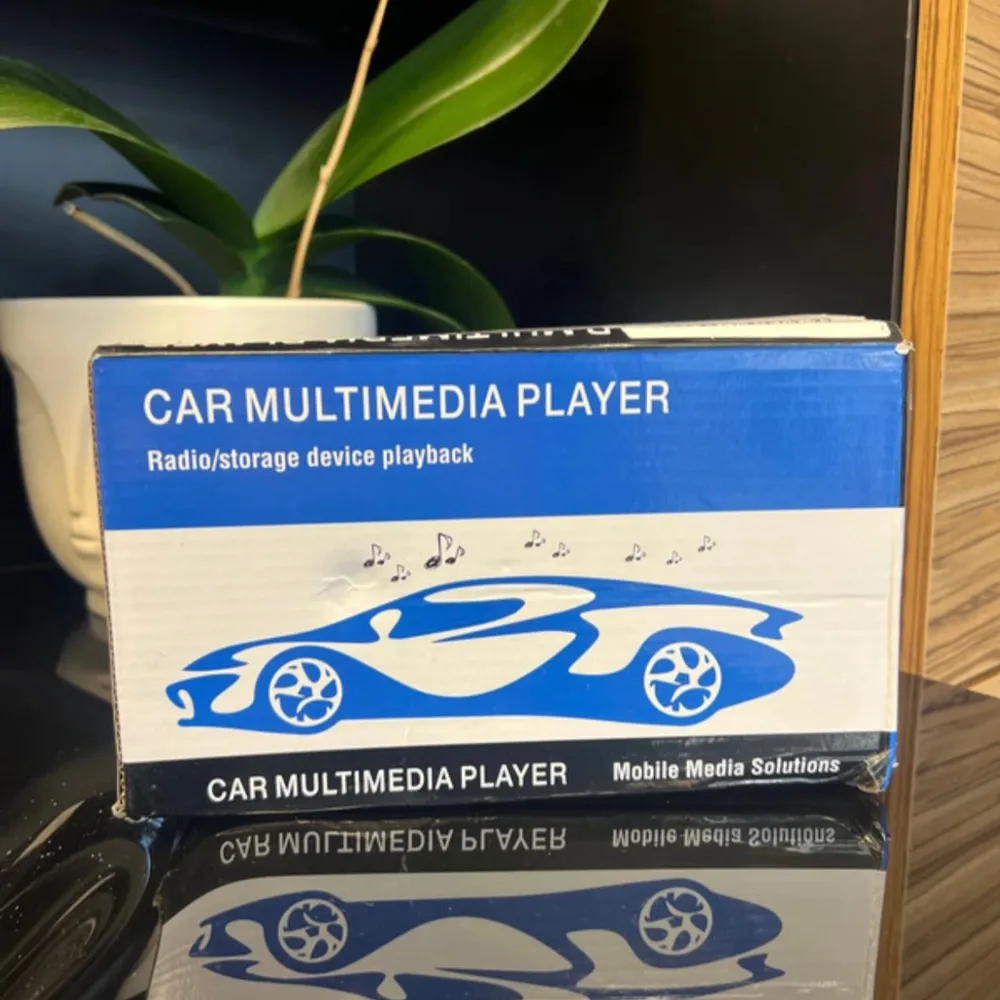 CAR MULTIMEDIA PLAYER
Radio/storage device playback
CAR MULTIMEDIA PLAYER
Mobile Media Solutions